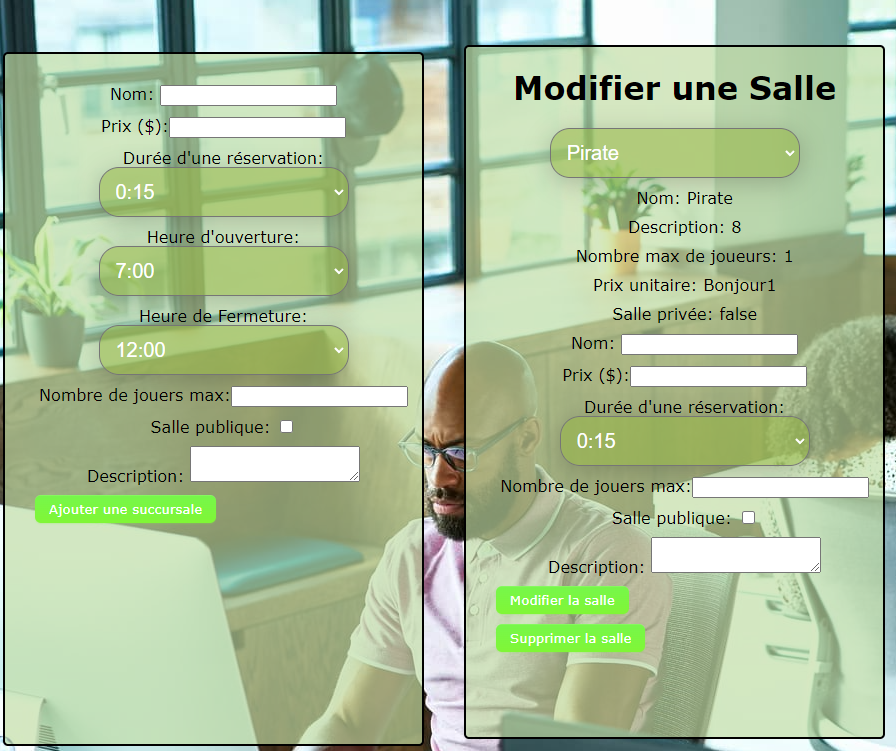 Nom:
Prix ($):
Durée d'une réservation:
0:15
Heure d'ouverture:
7:00
Heure de Fermeture:
12:00
Nombre de jouers max:
Salle publique:
Description:
Ajouter une succursale
Modifier une Salle
Pirate
Nom: Pirate
Description: 8
Nombre max de joueurs: 1
Prix unitaire: Bonjour1
Salle privée: false
Nom:
Prix ($):
Durée d'une réservation:
0:15
Nombre de jouers max:
Salle publique:
Description:
Modifier la salle
Supprimer la salle